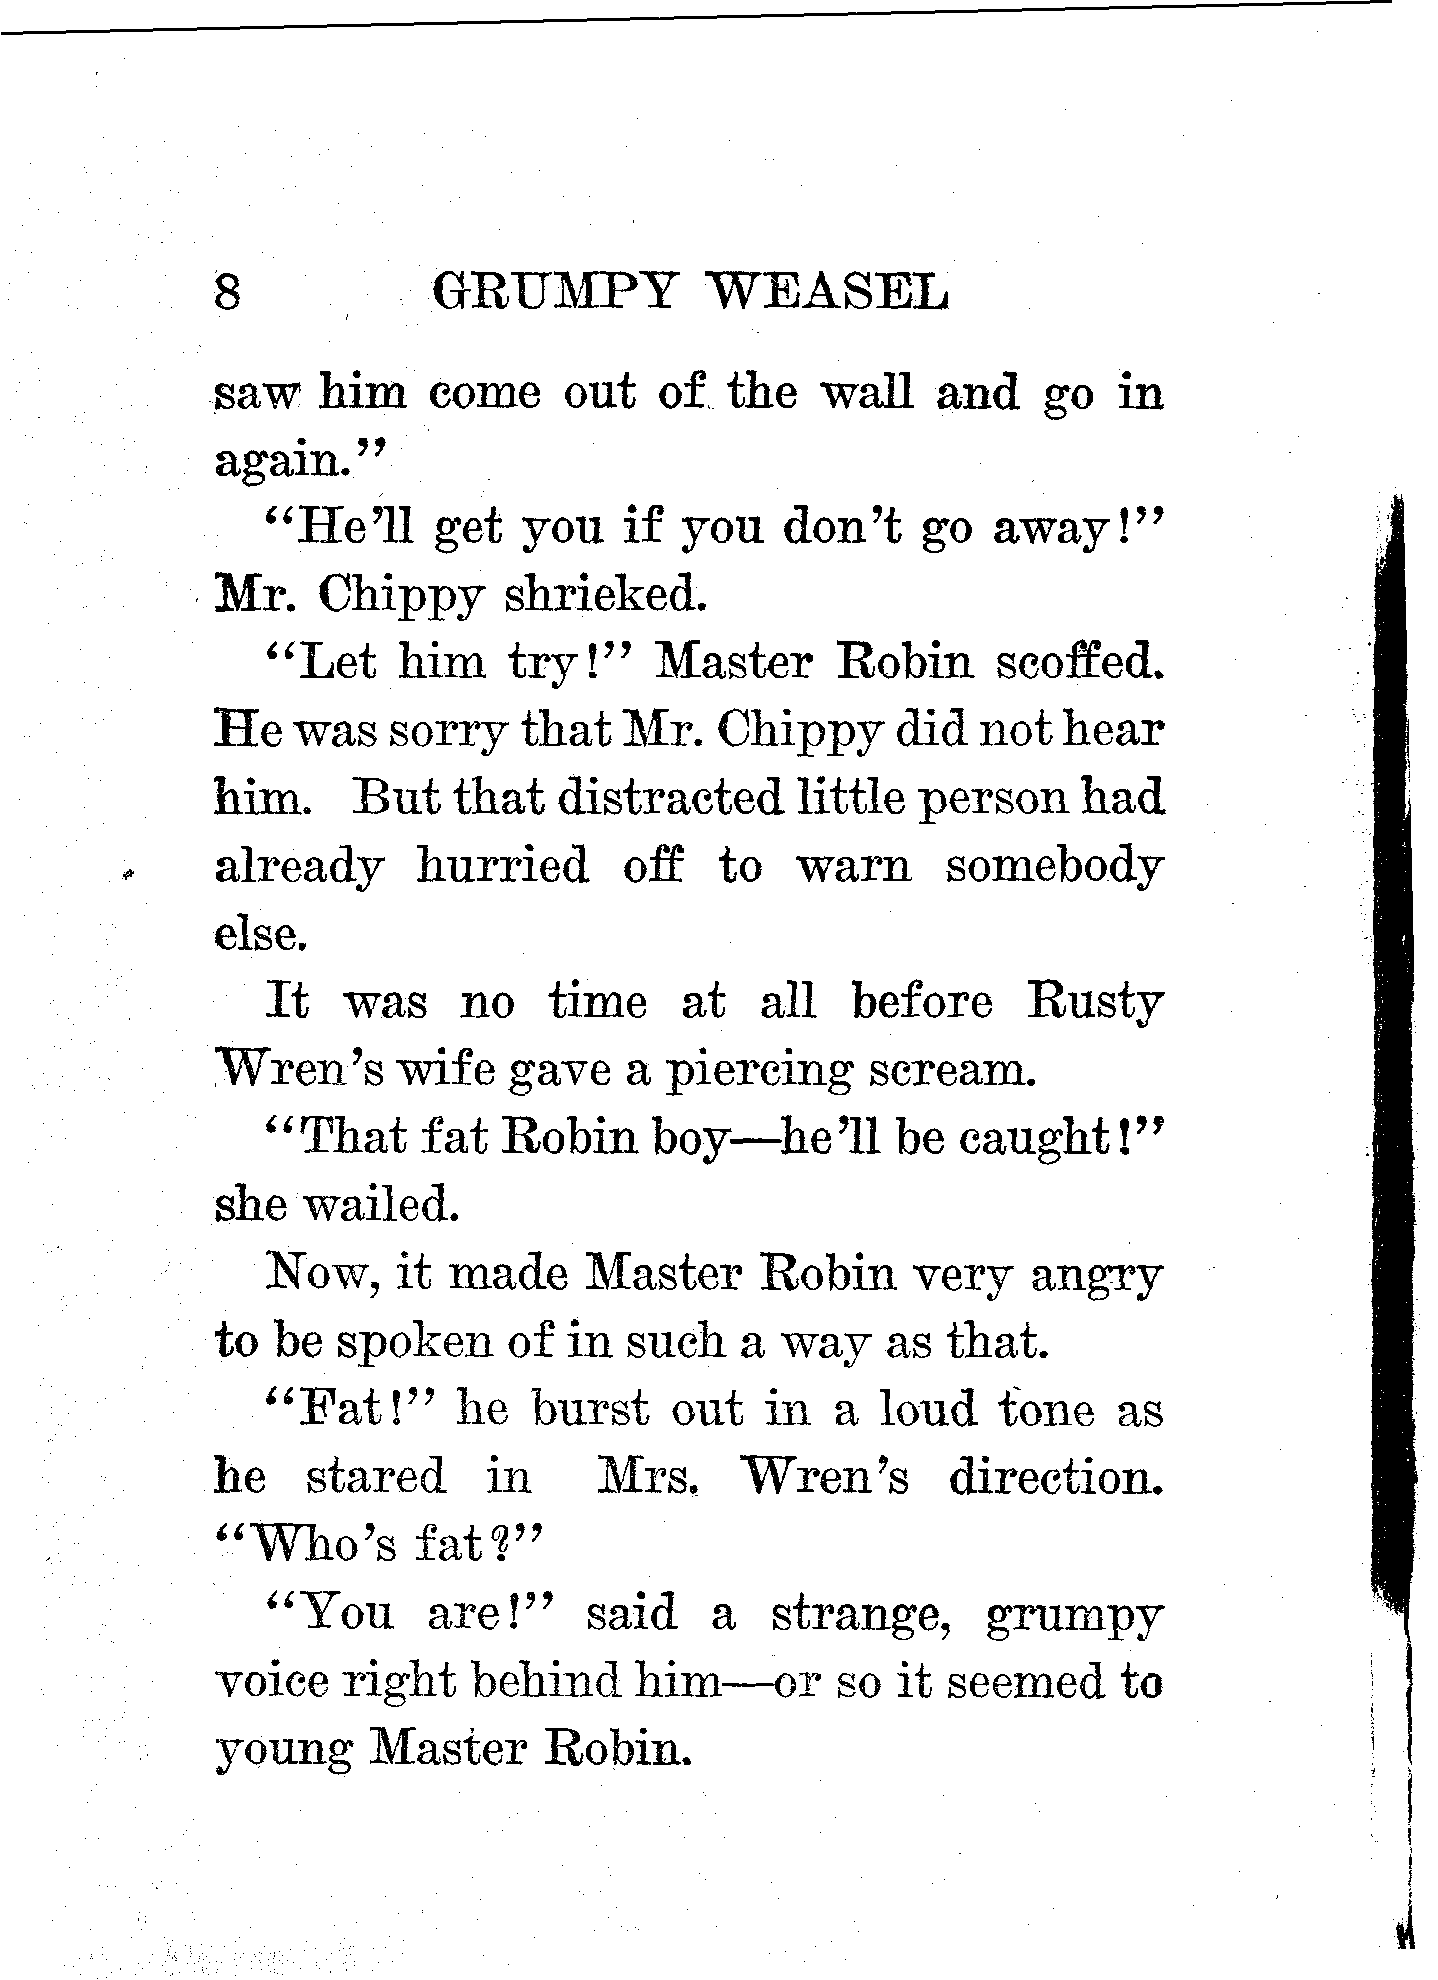 8 GRUMPY WEASEL
saw him come out of the wall and go in
again."
"He'll get you if you don't go away!"
Mr. Chippy shrieked.
"Let him try!" Master Robin scoffed.
He was sorry that Mr. Chippy did not hear
him. But that distracted little person had
already hurried off to warn somebody
else.
It was no time at all before Rusty
Wren's wife gave a piercing scream.
"That fat Robin boy—he'll be caught!"
she wailed.
Now, it made Master Robin very angry
to be spoken of in such a way as that.
"Fat!" he burst out in a loud tone as
he stared in Mrs. Wren's direction.
"Who's fat?"
"You are!" said a strange, grumpy
voice right behind him—or so it seemed to
young Master Robin.